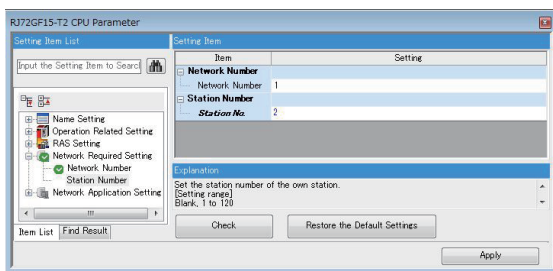 RJ72GF15-T2 CPU Parameter
Setting Item List
Setting Item
Input the Setting Item to Searcl
Item Setting
Network Number
Network Number 1
Station Number
Station No. 2
Name Setting
Operation Related Setting
RAS Setting
Network Required Setting
Network Number
Station Number
Network Application Setting
Explanation
Set the station number of the own station.
[Setting range]
Blank, 1 to 120
Item List Find Result
Check Restore the Default Settings
Apply